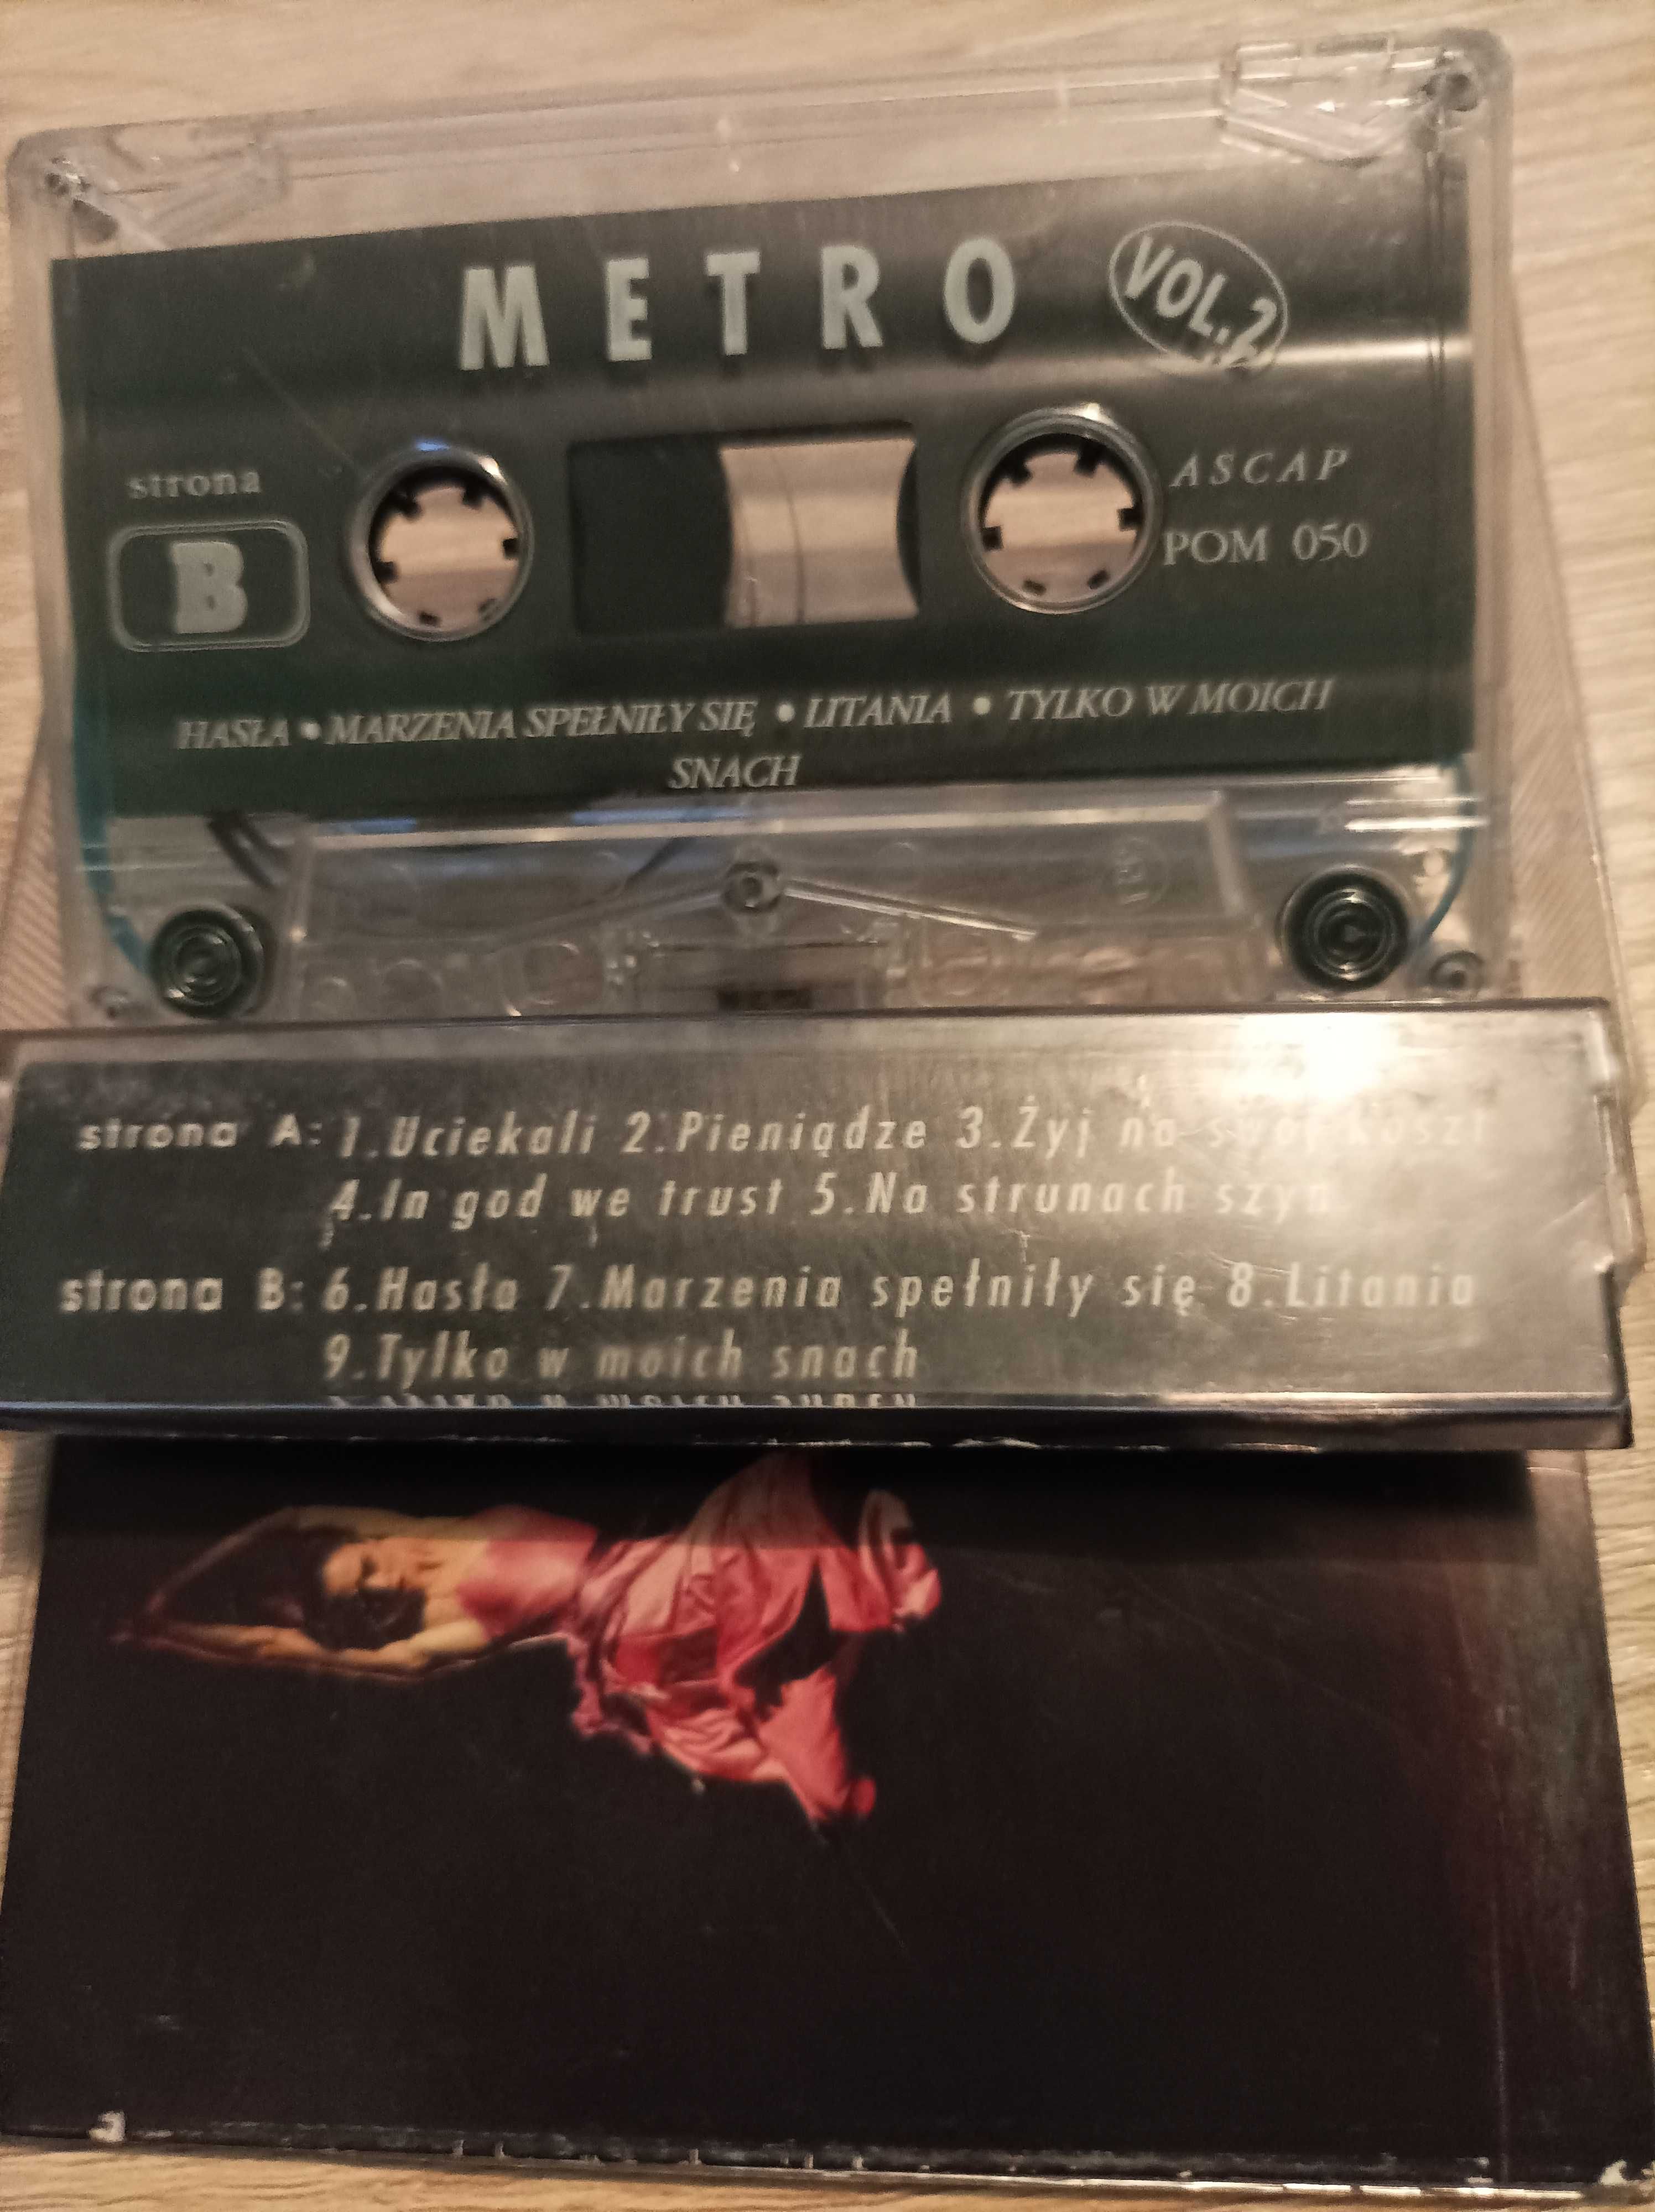 METRO VOL.2
strona
B
ASCAP
POM 050
HASŁA • MARZENIA SPEŁNIŁY SIĘ • LITANIA • TYLKO W MOICH
SNACH
strona A: 1.Uciekali 2.Pieniądze 3.Żyj na swój koszt
4.In god we trust 5.Na strunach szyn
strona B: 6.Hasła 7.Marzenia spełniły się 8.Litania
9.Tylko w moich snach